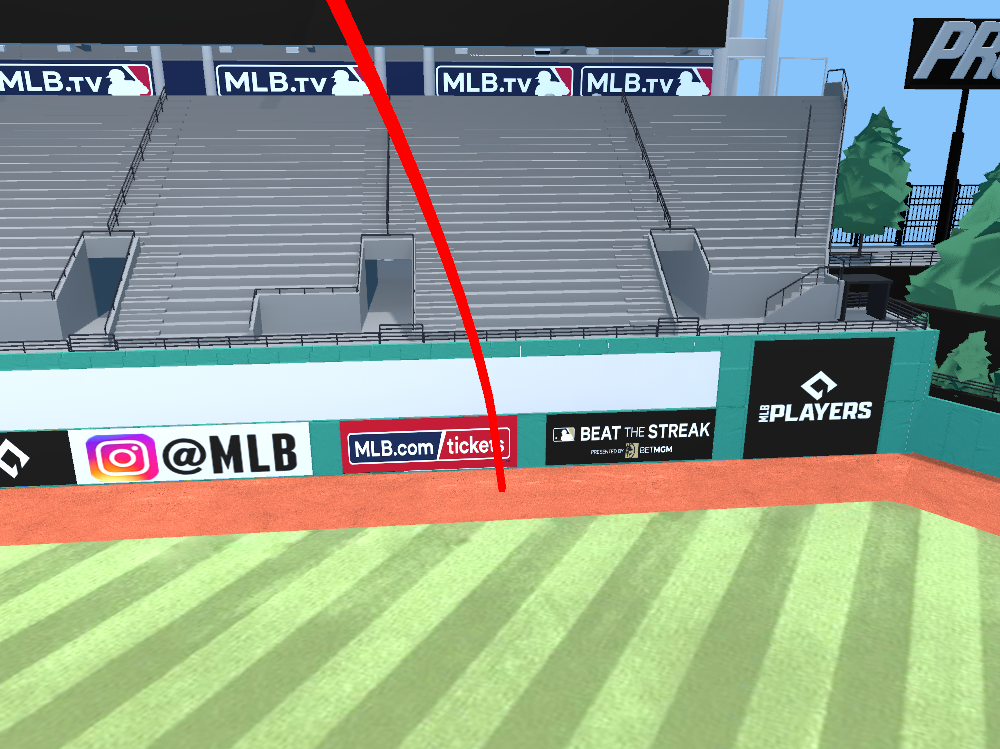 MLB.TV
MLB.TV
MLB.TV
MLB.TV
@MLB
MLB.com/tickets
BEAT THE STREAK
PRESENTED BY BETMGM
MLB PLAYERS